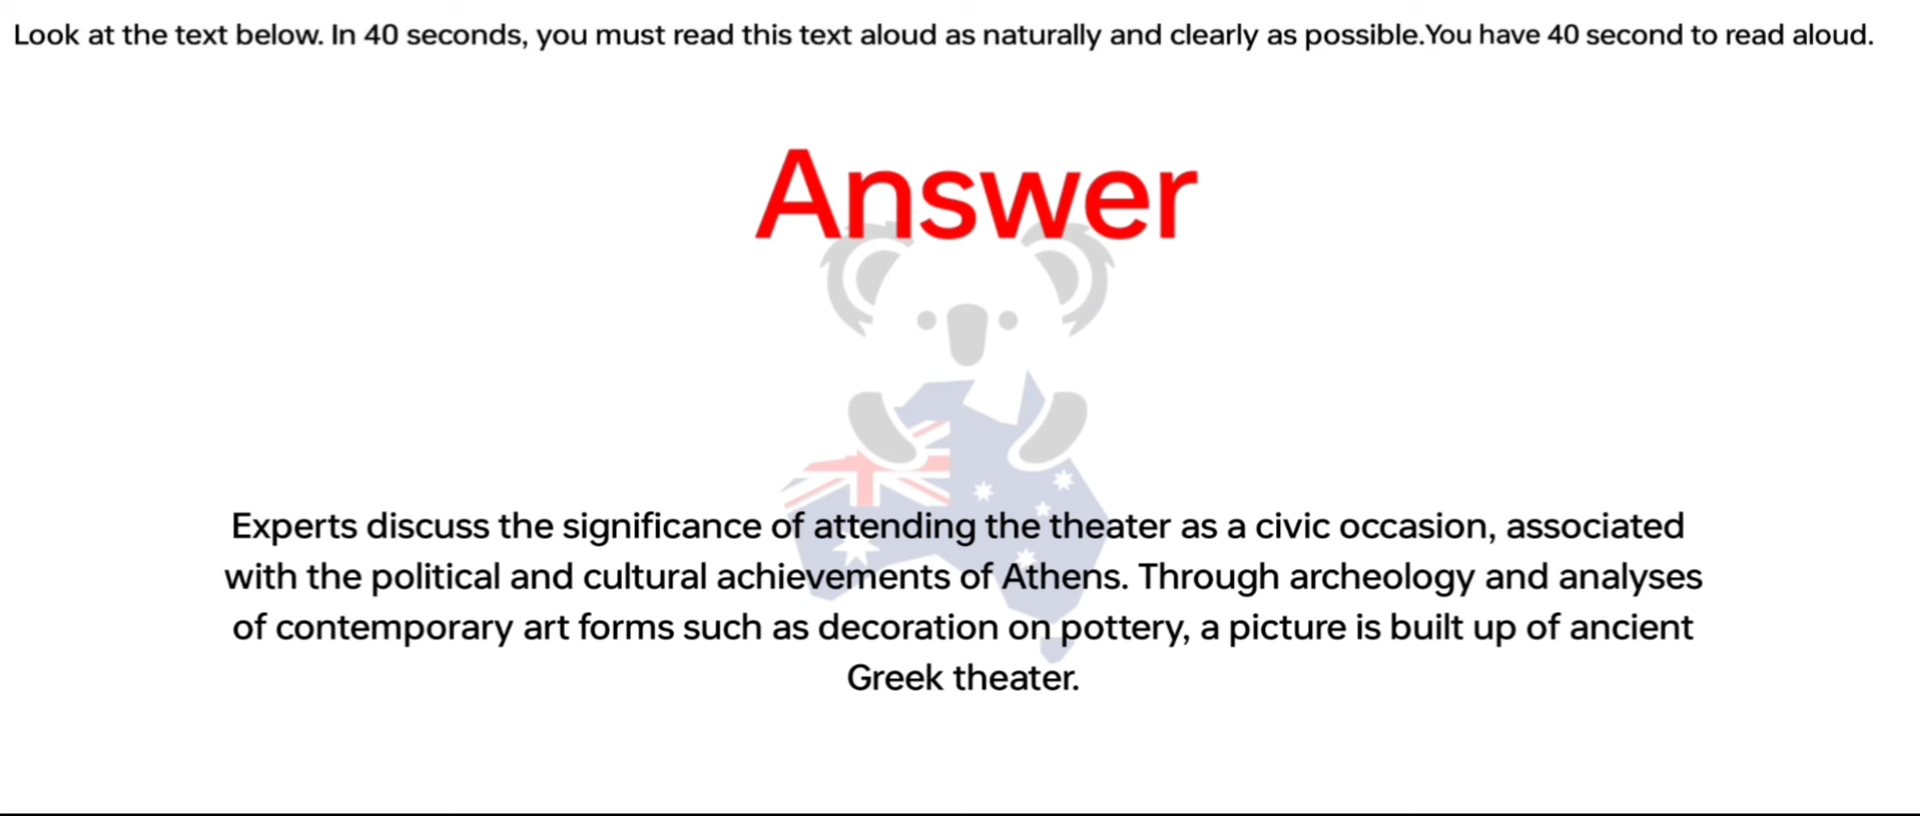 Look at the text below. In 40 seconds, you must read this text aloud as naturally and clearly as possible.You have 40 second to read aloud.
Answer
Experts discuss the significance of attending the theater as a civic occasion, associated
with the political and cultural achievements of Athens. Through archeology and analyses
of contemporary art forms such as decoration on pottery, a picture is built up of ancient
Greek theater.